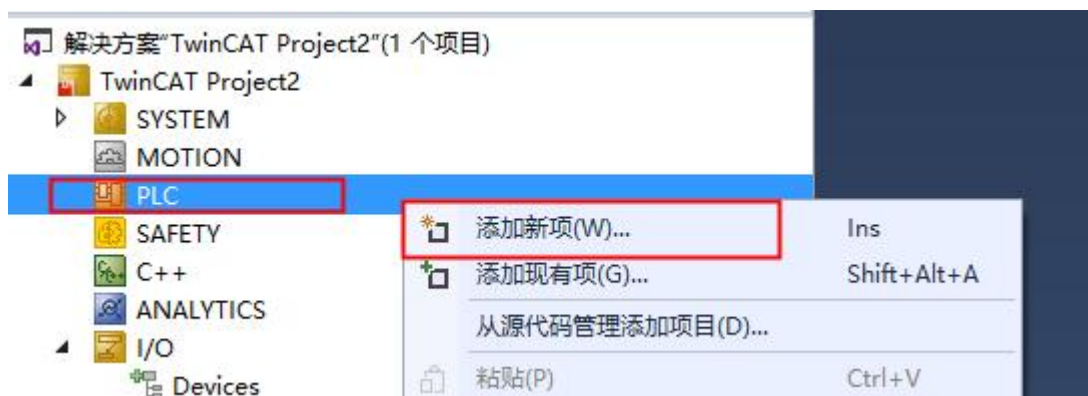 解决方案"TwinCAT Project2"(1 个项目)
TwinCAT Project2
SYSTEM
MOTION
PLC
SAFETY
C++
ANALYTICS
I/O
Devices
添加新项(W)... Ins
添加现有项(G)... Shift+Alt+A
从源代码管理添加项目(D)...
粘贴(P) Ctrl+V